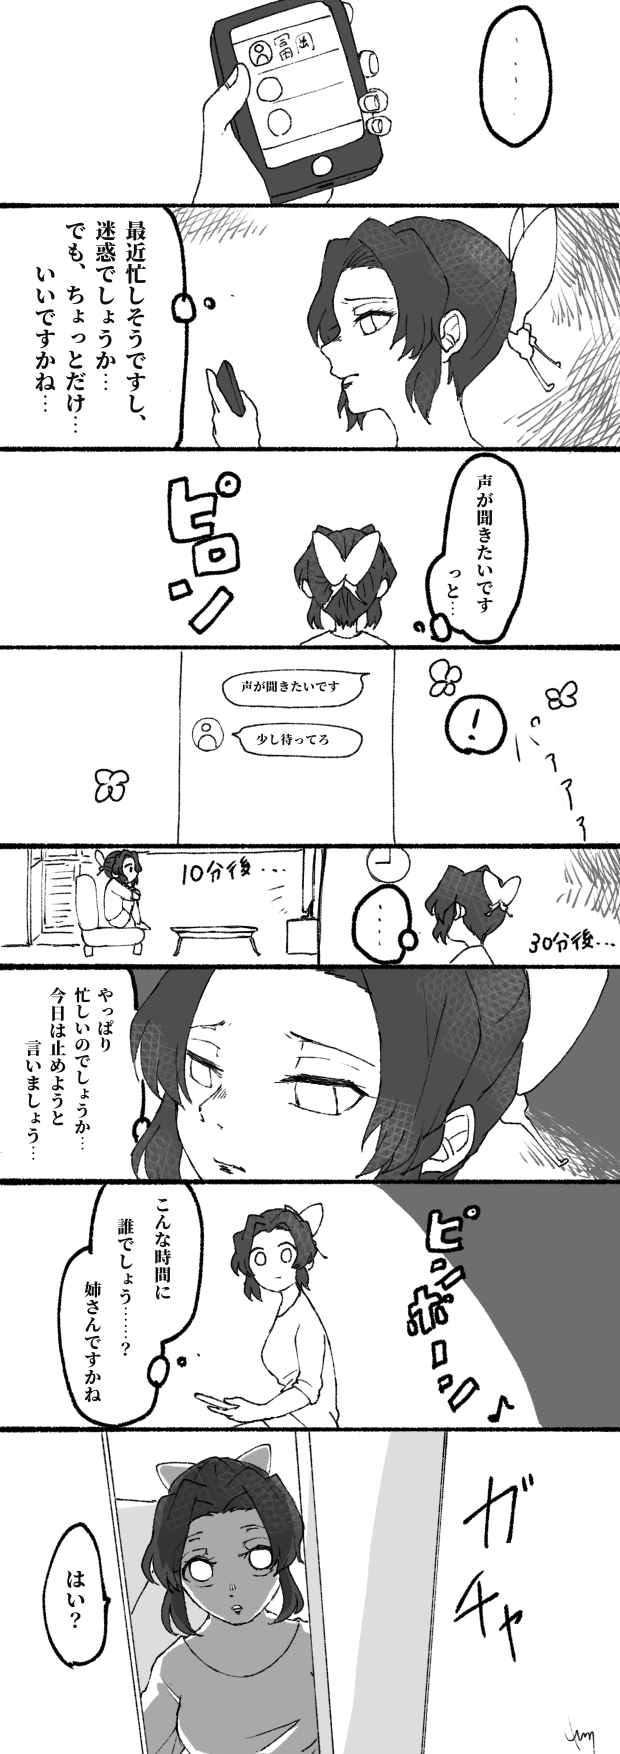 冨岡
・・・・・
最近忙しそうですし、
迷惑でしょうか…
でも、ちょっとだけ…
いいですかね…
声が聞きたいです
っと…
ピロン
声が聞きたいです
少し待ってろ
！
パァァァァ
10分後...
30分後...
・・・・
やっぱり
忙しいのでしょうか…
今日は止めようと
言いましょう…
ピンポーン♪
こんな時間に
誰でしょう……？
姉さんですかね
ガチャ
はい？